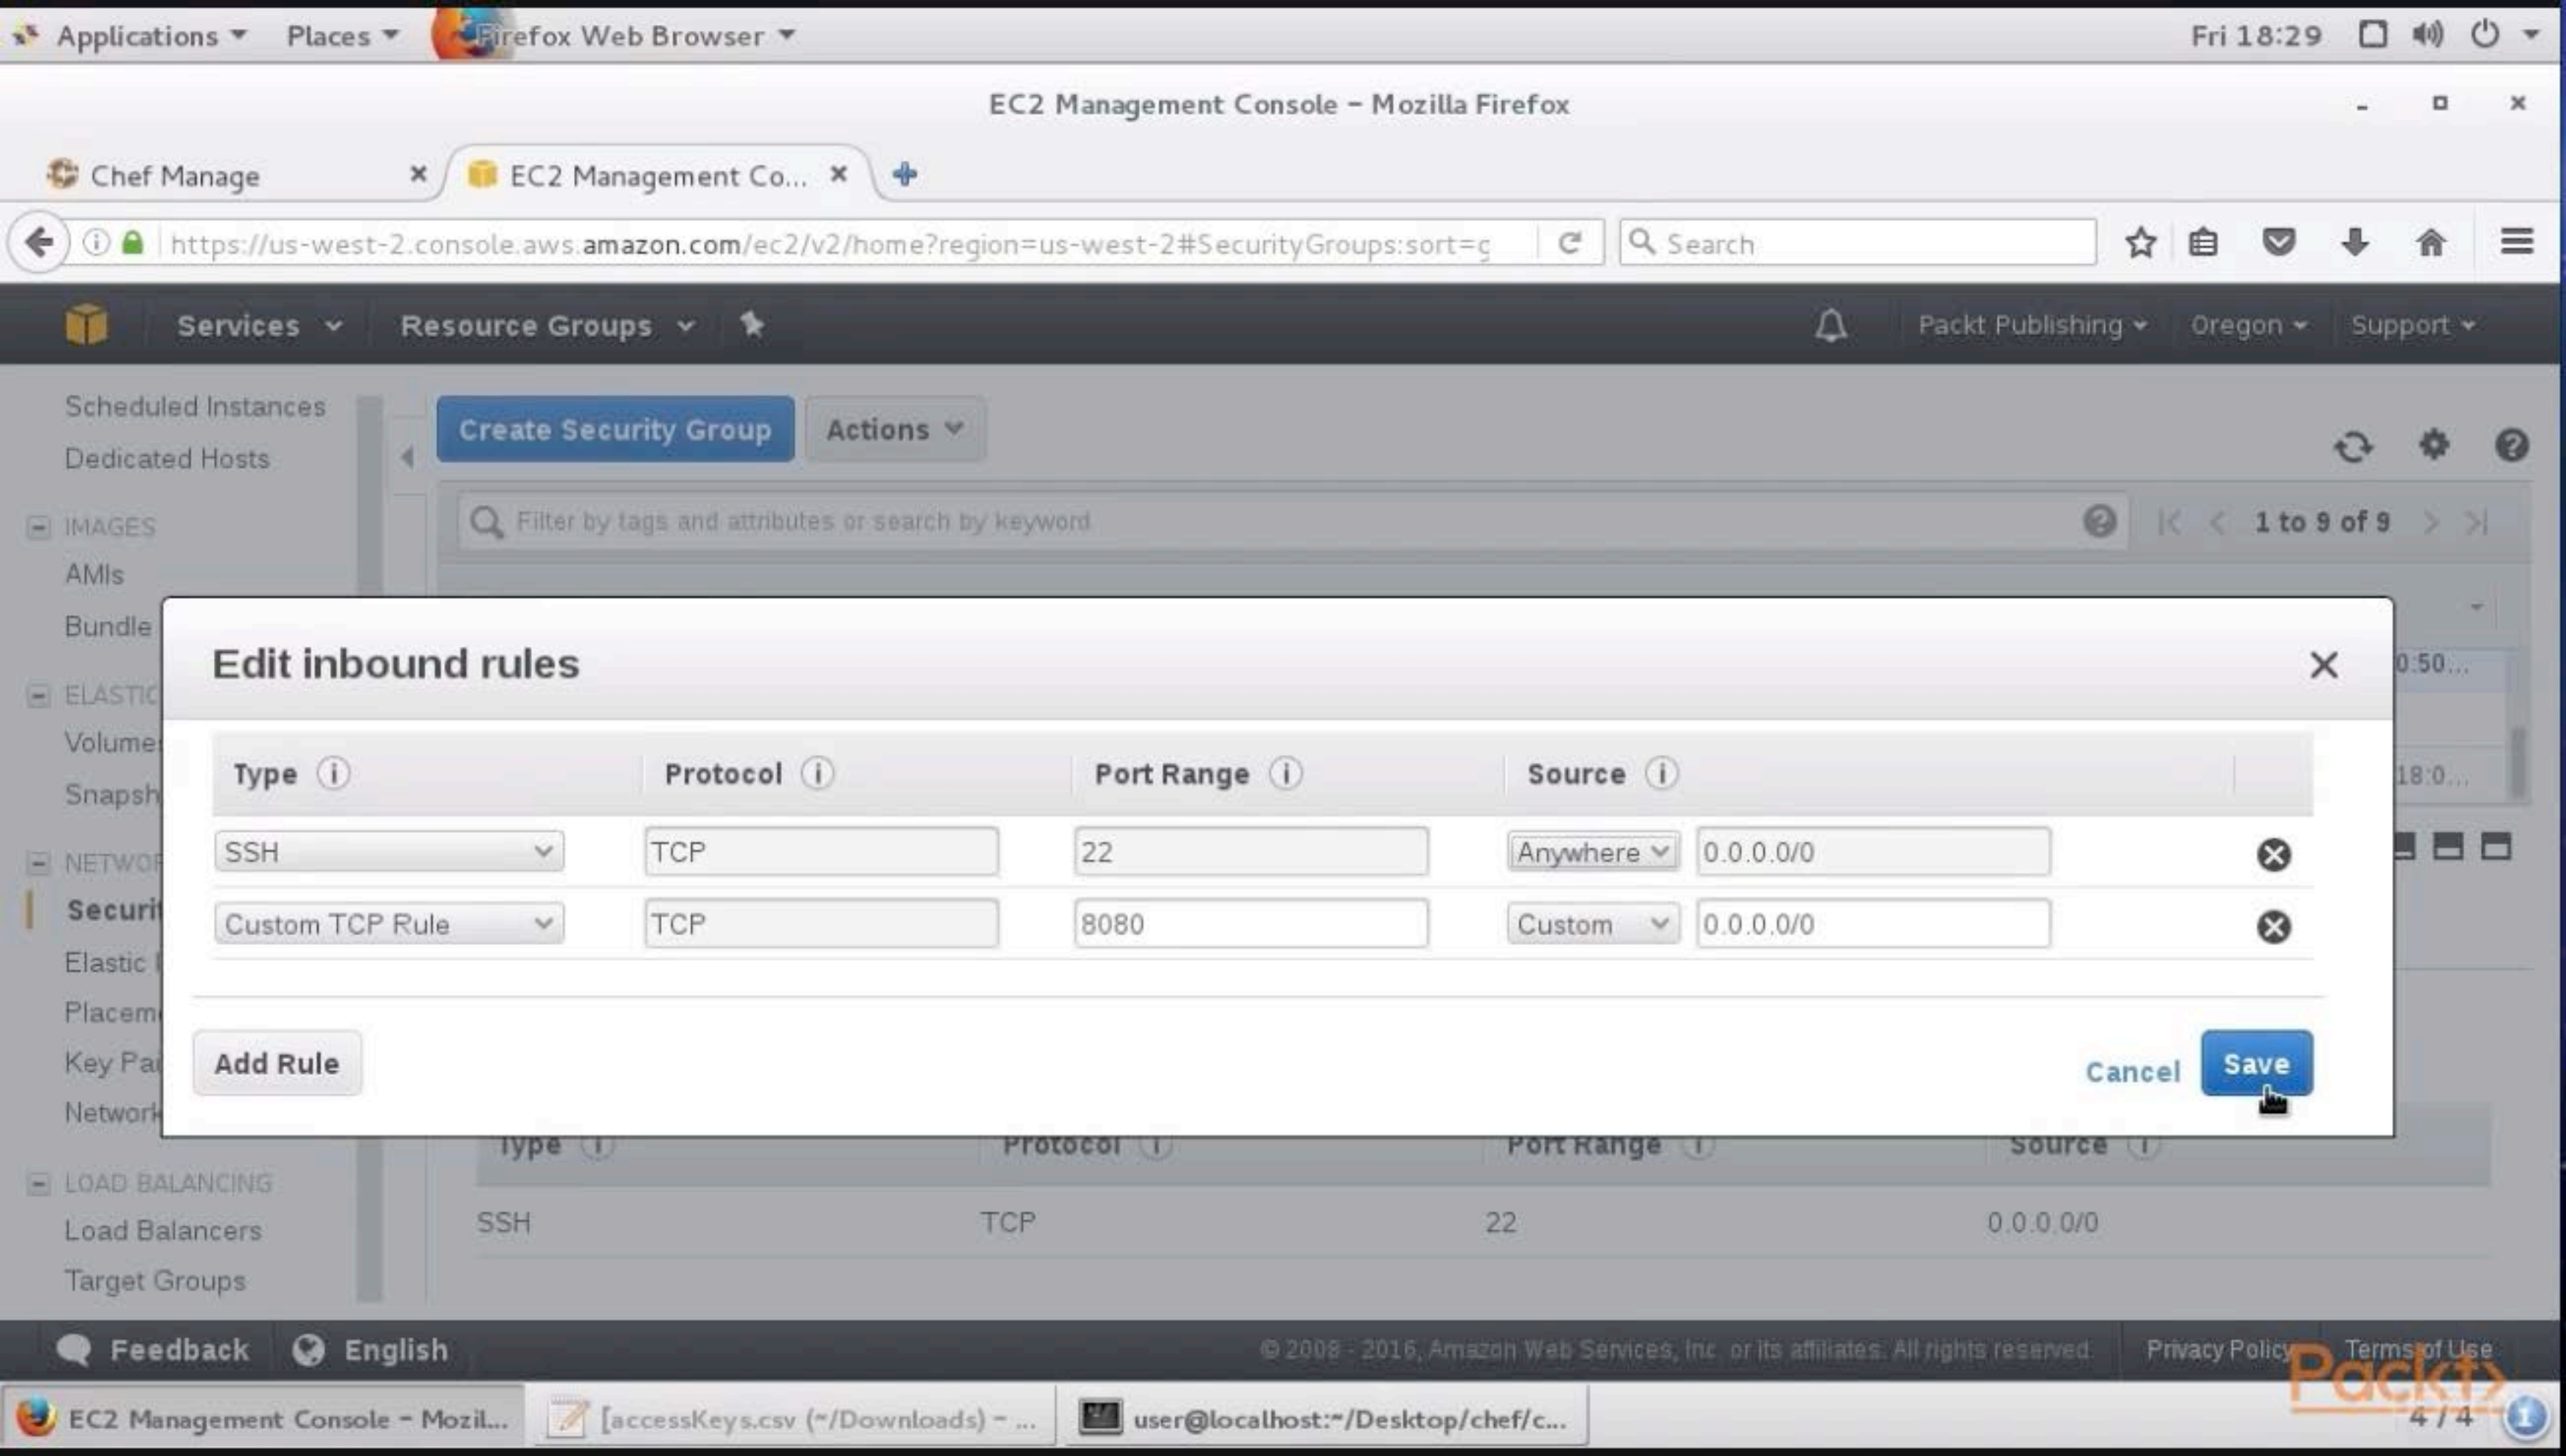 Applications Places Firefox Web Browser Fri 18:29
EC2 Management Console - Mozilla Firefox
Chef Manage EC2 Management Co...
https://us-west-2.console.aws.amazon.com/ec2/v2/home?region=us-west-2#SecurityGroups:sort=g Search
Services Resource Groups Packt Publishing Oregon Support
Scheduled Instances
Create Security Group Actions
Dedicated Hosts
Filter by tags and attributes or search by keyword 1 to 9 of 9
IMAGES
AMIs
Bundle
Edit inbound rules
0:50...
ELASTIC
Volume
Type Protocol Port Range Source
18:0...
Snapsh
SSH TCP 22 Anywhere 0.0.0.0/0
NETWOR
Securit
Custom TCP Rule TCP 8080 Custom 0.0.0.0/0
Elastic
Placem
Add Rule Cancel Save
Key Pai
Network
Type Protocol Port Range Source
LOAD BALANCING
SSH TCP 22 0.0.0.0/0
Load Balancers
Target Groups
Feedback English © 2008 - 2016, Amazon Web Services, Inc. or its affiliates. All rights reserved. Privacy Policy Terms of Use
Packt>
EC2 Management Console - Mozil... [accessKeys.csv (~/Downloads) - ... user@localhost:~/Desktop/chef/c... 4 / 4 1